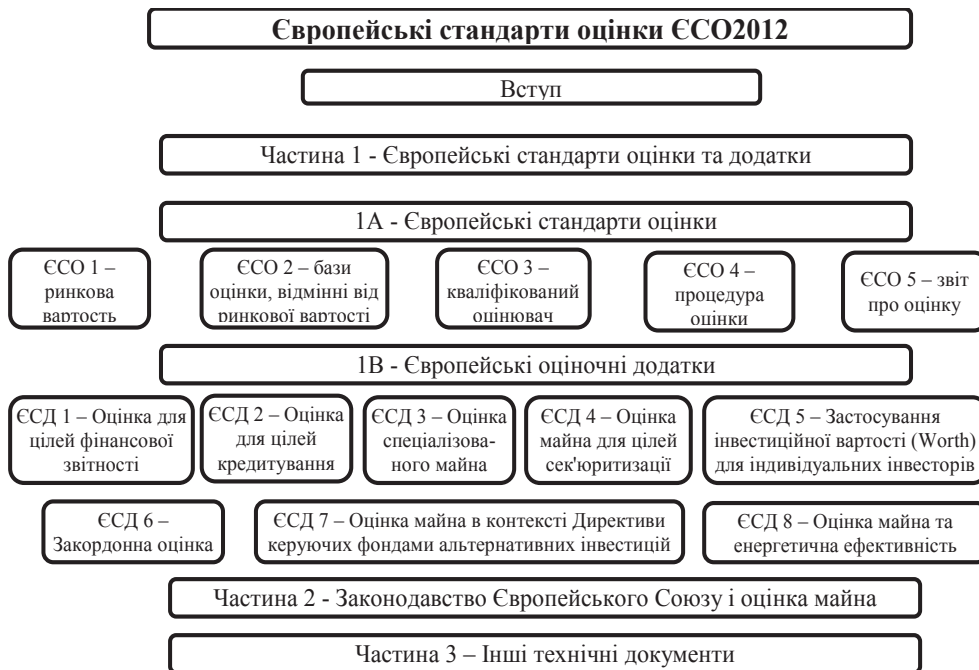 Європейські стандарти оцінки ЄСО2012
Вступ
Частина 1 - Європейські стандарти оцінки та додатки
1А - Європейські стандарти оцінки
ЄСО 1 –
ринкова
вартость
ЄСО 2 – бази
оцінки, відмінні від
ринкової вартості
ЄСО 3 –
кваліфікований
оцінювач
ЄСО 4 –
процедура
оцінки
ЄСО 5 – звіт
про оцінку
1В - Європейські оціночні додатки
ЄСД 1 – Оцінка для
цілей фінансової
звітності
ЄСД 2 – Оцінка
для цілей
кредитування
ЄСД 3 – Оцінка
спеціалізова-
ного майна
ЄСД 4 – Оцінка
майна для цілей
сек'юритизації
ЄСД 5 – Застосування
інвестиційної вартості (Worth)
для індивідуальних інвесторів
ЄСД 6 –
Закордонна оцінка
ЄСД 7 – Оцінка майна в контексті Директиви
керуючих фондами альтернативних інвестицій
ЄСД 8 – Оцінка майна та
енергетична ефективність
Частина 2 - Законодавство Європейського Союзу і оцінка майна
Частина 3 – Інші технічні документи